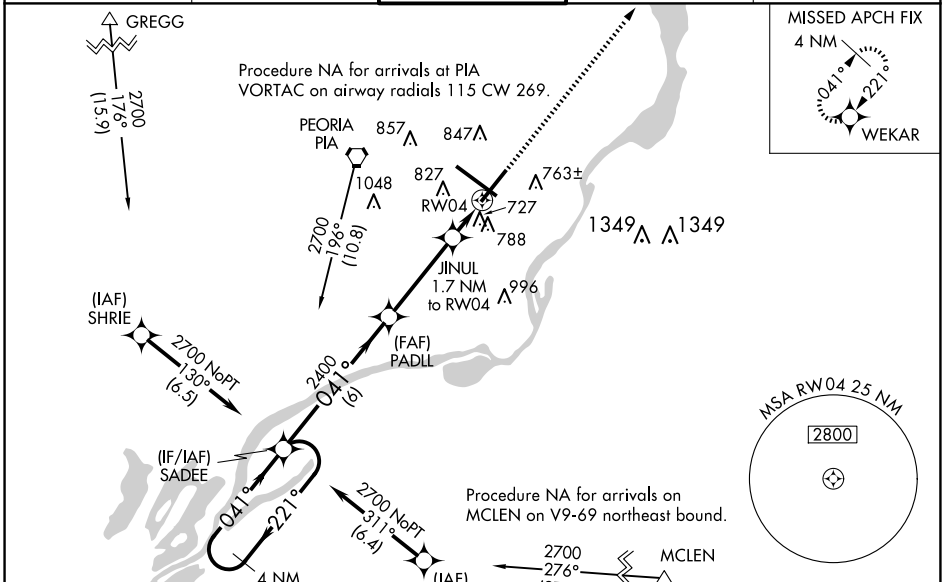 GREGG
2700
176°
(15.9)
Procedure NA for arrivals at PIA
VORTAC on airway radials 115 CW 269.
MISSED APCH FIX
4 NM
041°
221°
WEKAR
PEORIA
PIA
857
847
1048
827
763±
RW04
727
788
1349
1349
2700
196°
(10.8)
JINUL
1.7 NM
to RW04
996
(IAF)
SHRIE
2700 NoPT
130°
(6.5)
(FAF)
PADLL
2400
041°
(6)
MSA RW04 25 NM
2800
(IF/IAF)
SADEE
041°
221°
4 NM
2700 NoPT
311°
(6.4)
(IAF)
Procedure NA for arrivals on
MCLEN on V9-69 northeast bound.
2700
276°
MCLEN